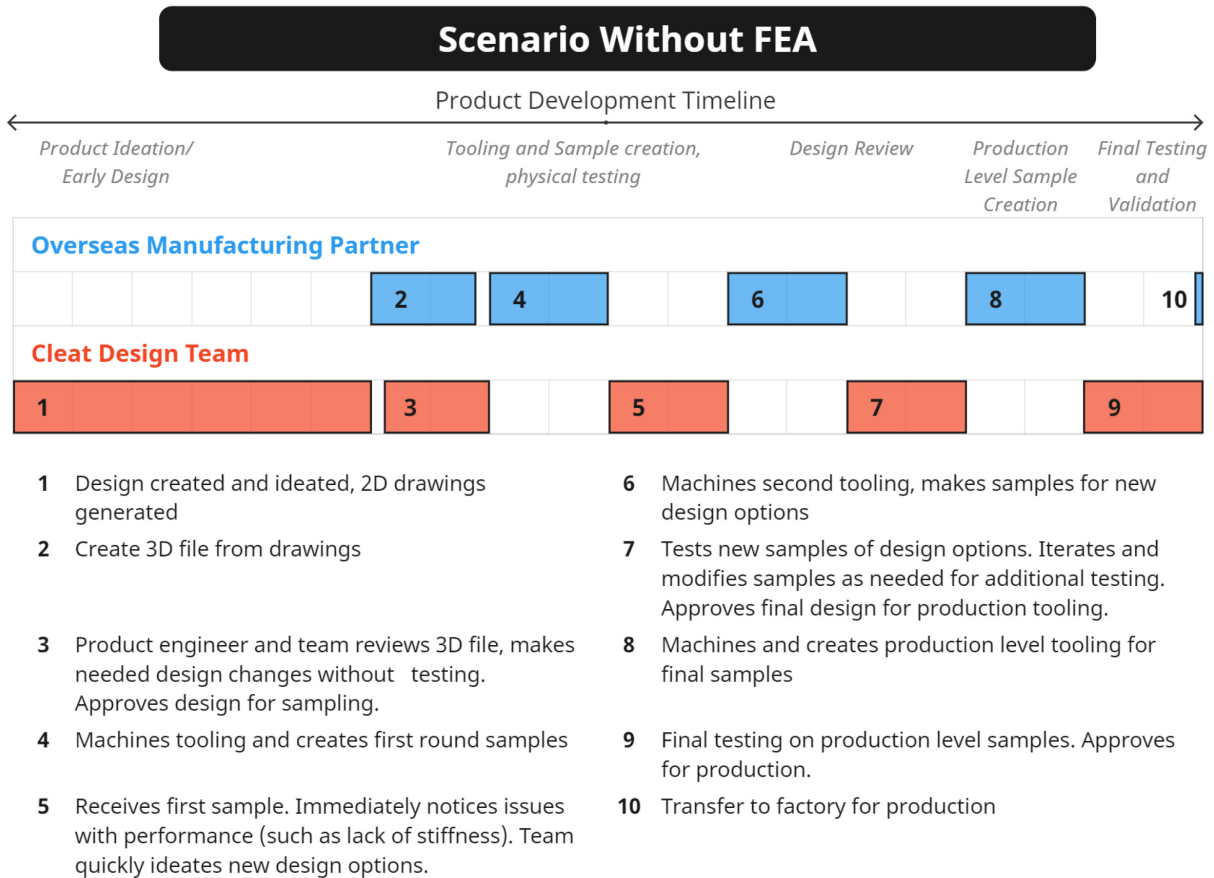 Scenario Without FEA
Product Development Timeline
Product Ideation/
Early Design
Tooling and Sample creation,
physical testing
Design Review
Production
Level Sample
Creation
Final Testing
and
Validation
Overseas Manufacturing Partner
2 4 6 8 10
Cleat Design Team
1 3 5 7 9
1 Design created and ideated, 2D drawings
generated
2 Create 3D file from drawings
3 Product engineer and team reviews 3D file, makes
needed design changes without testing.
Approves design for sampling.
4 Machines tooling and creates first round samples
5 Receives first sample. Immediately notices issues
with performance (such as lack of stiffness). Team
quickly ideates new design options.
6 Machines second tooling, makes samples for new
design options
7 Tests new samples of design options. Iterates and
modifies samples as needed for additional testing.
Approves final design for production tooling.
8 Machines and creates production level tooling for
final samples
9 Final testing on production level samples. Approves
for production.
10 Transfer to factory for production